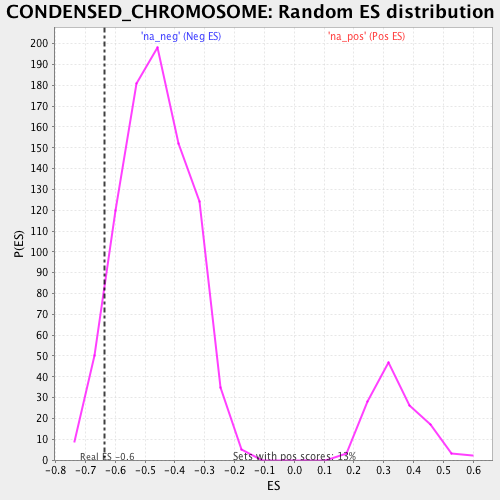 CONDENSED_CHROMOSOME: Random ES distribution
'na_neg' (Neg ES)
'na_pos' (Pos ES)
200
190
180
170
160
150
140
130
120
110
100
90
80
70
60
50
40
30
20
10
0
P(ES)
Real ES -0.6
Sets with pos scores: 13%
-0.8 -0.7 -0.6 -0.5 -0.4 -0.3 -0.2 -0.1 0.0 0.1 0.2 0.3 0.4 0.5 0.6
ES